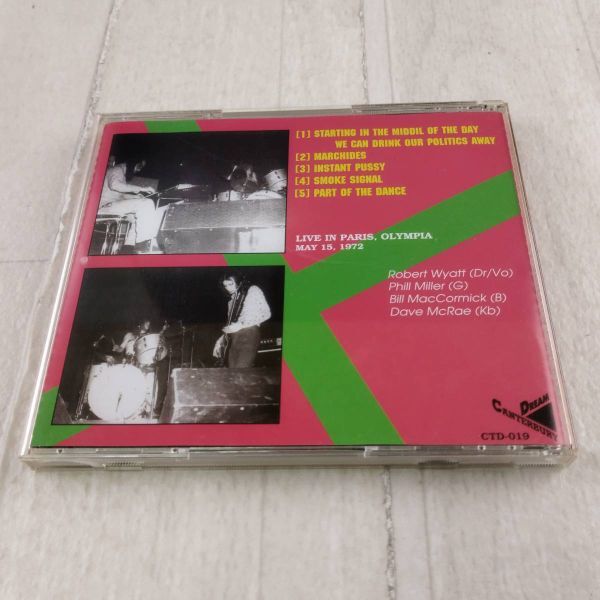 [1] STARTING IN THE MIDDIL OF THE DAY
WE CAN DRINK OUR POLITICS AWAY
[2] MARCHIDES
[3] INSTANT PUSSY
[4] SMOKE SIGNAL
[5] PART OF THE DANCE
LIVE IN PARIS, OLYMPIA
MAY 15, 1972
Robert Wyatt (Dr/Vo)
Phill Miller (G)
Bill MacCormick (B)
Dave McRae (Kb)
CANTERBURY DREAM
CTD-019